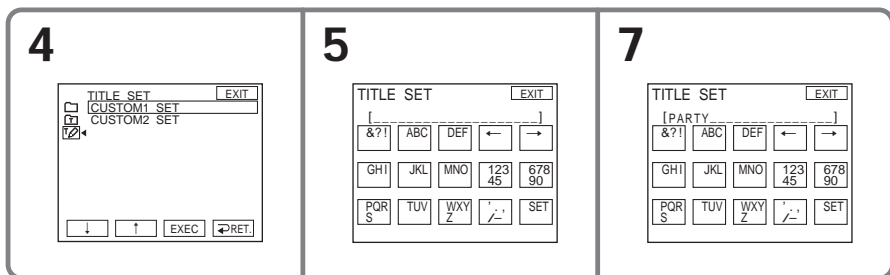 4
TITLE SET EXIT
CUSTOM1 SET
CUSTOM2 SET
↓ ↑ EXEC RET.
5
TITLE SET EXIT
[____________________]
&?! ABC DEF ← →
GHI JKL MNO 123 678
45 90
PQR TUV WXY ' . , SET
S Z / –
7
TITLE SET EXIT
[PARTY_______________]
&?! ABC DEF ← →
GHI JKL MNO 123 678
45 90
PQR TUV WXY ' . , SET
S Z / –